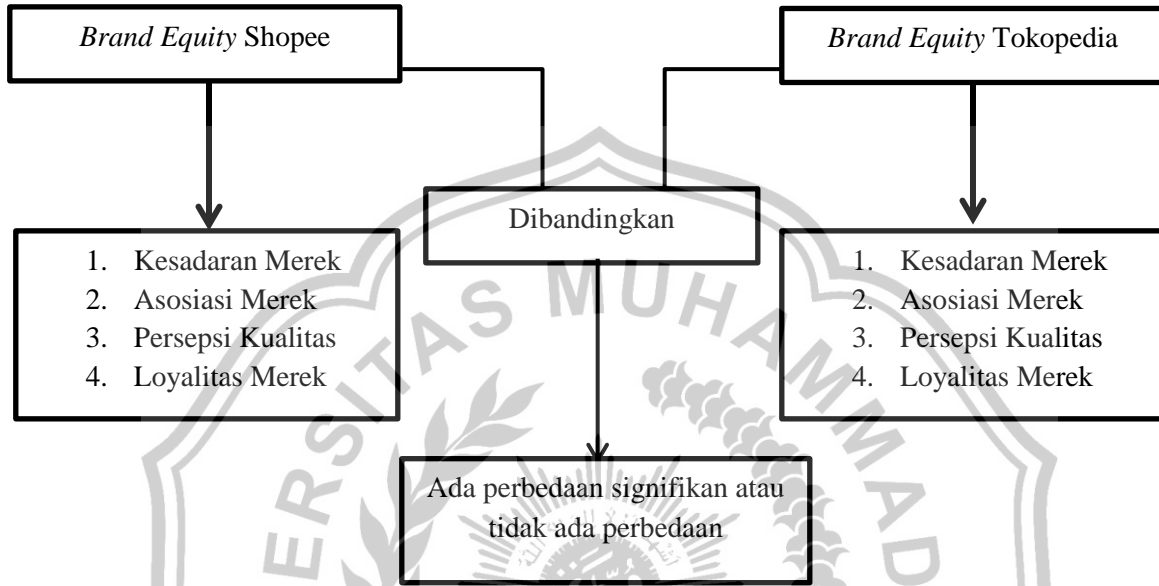 Brand Equity Shopee
Brand Equity Tokopedia
Dibandingkan
1. Kesadaran Merek
2. Asosiasi Merek
3. Persepsi Kualitas
4. Loyalitas Merek
1. Kesadaran Merek
2. Asosiasi Merek
3. Persepsi Kualitas
4. Loyalitas Merek
Ada perbedaan signifikan atau
tidak ada perbedaan
ERSITAS MUHAMMAD